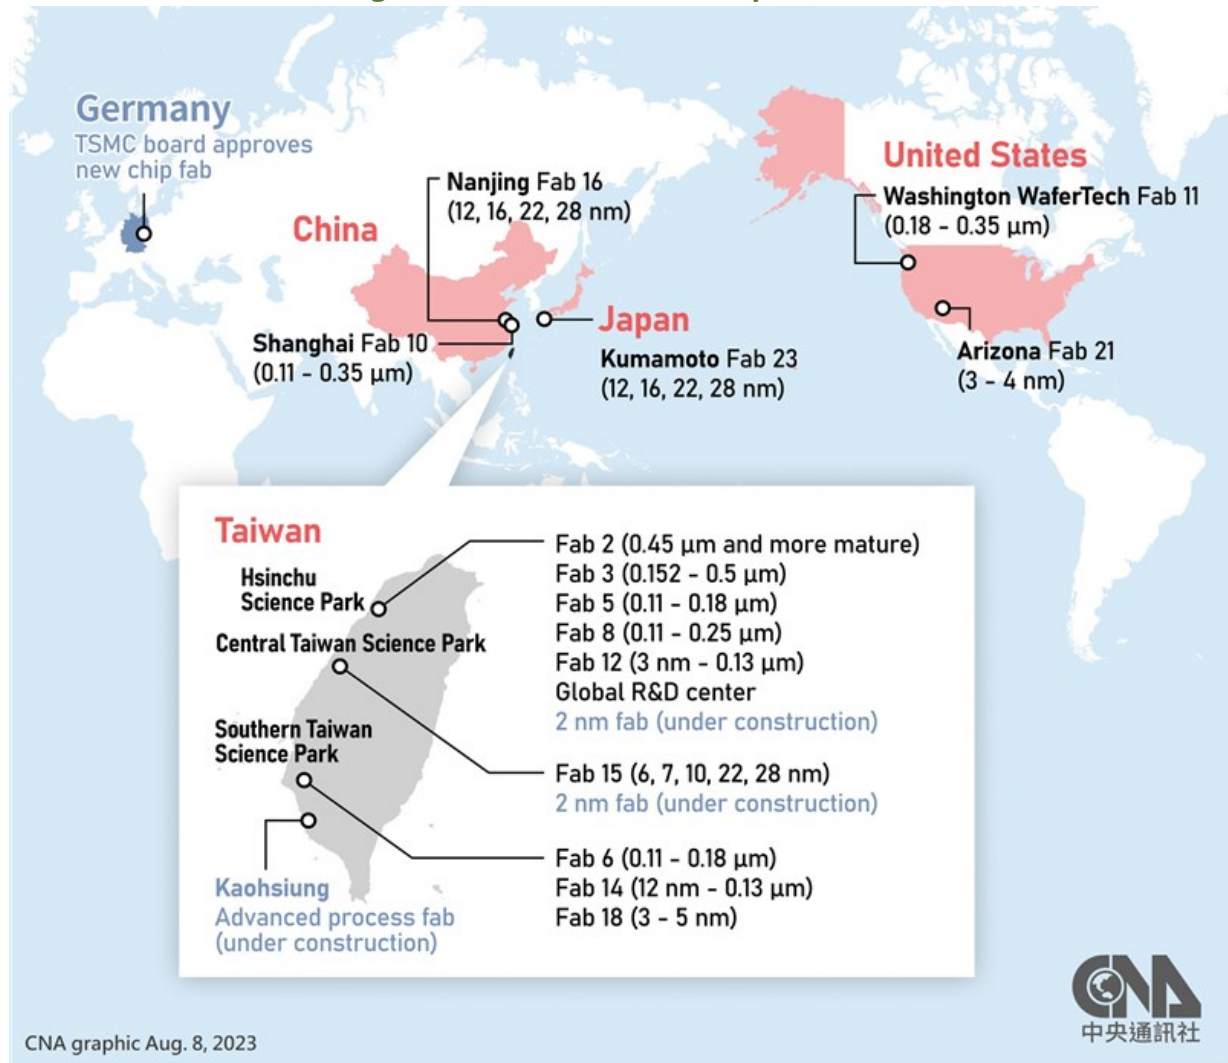 Germany
TSMC board approves
new chip fab
China
Nanjing Fab 16
(12, 16, 22, 28 nm)
Shanghai Fab 10
(0.11 - 0.35 µm)
Japan
Kumamoto Fab 23
(12, 16, 22, 28 nm)
United States
Washington WaferTech Fab 11
(0.18 - 0.35 µm)
Arizona Fab 21
(3 - 4 nm)
Taiwan
Hsinchu
Science Park
Fab 2 (0.45 µm and more mature)
Fab 3 (0.152 - 0.5 µm)
Fab 5 (0.11 - 0.18 µm)
Fab 8 (0.11 - 0.25 µm)
Fab 12 (3 nm - 0.13 µm)
Global R&D center
2 nm fab (under construction)
Central Taiwan Science Park
Fab 15 (6, 7, 10, 22, 28 nm)
2 nm fab (under construction)
Southern Taiwan
Science Park
Fab 6 (0.11 - 0.18 µm)
Fab 14 (12 nm - 0.13 µm)
Fab 18 (3 - 5 nm)
Kaohsiung
Advanced process fab
(under construction)
CNA graphic Aug. 8, 2023
CNA
中央通訊社